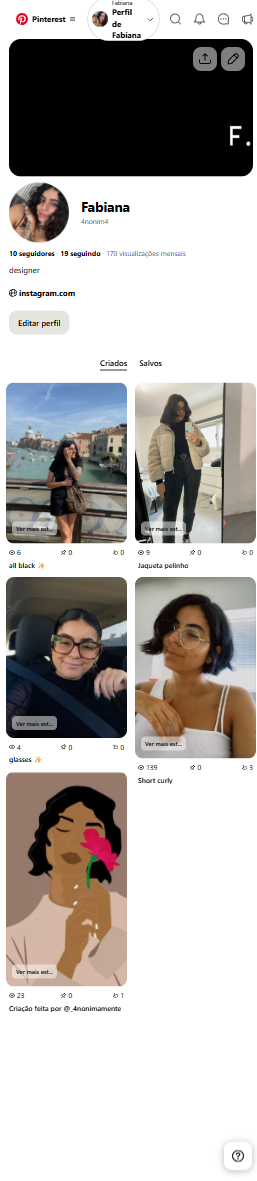 Pinterest
Fabiana
Perfil
de
Fabiana
F.
Fabiana
4nonim4
10 seguidores · 19 seguindo · 170 visualizações mensais
designer
instagram.com
Editar perfil
Criados Salvos
Ver mais est...
6 0 0
all black ✨
Ver mais est...
9 0 0
Jaqueta pelinho
Ver mais est...
4 0 0
glasses ✨
Ver mais est...
139 0 3
Short curly
Ver mais est...
23 0 1
Criação feita por @_4nonimamente